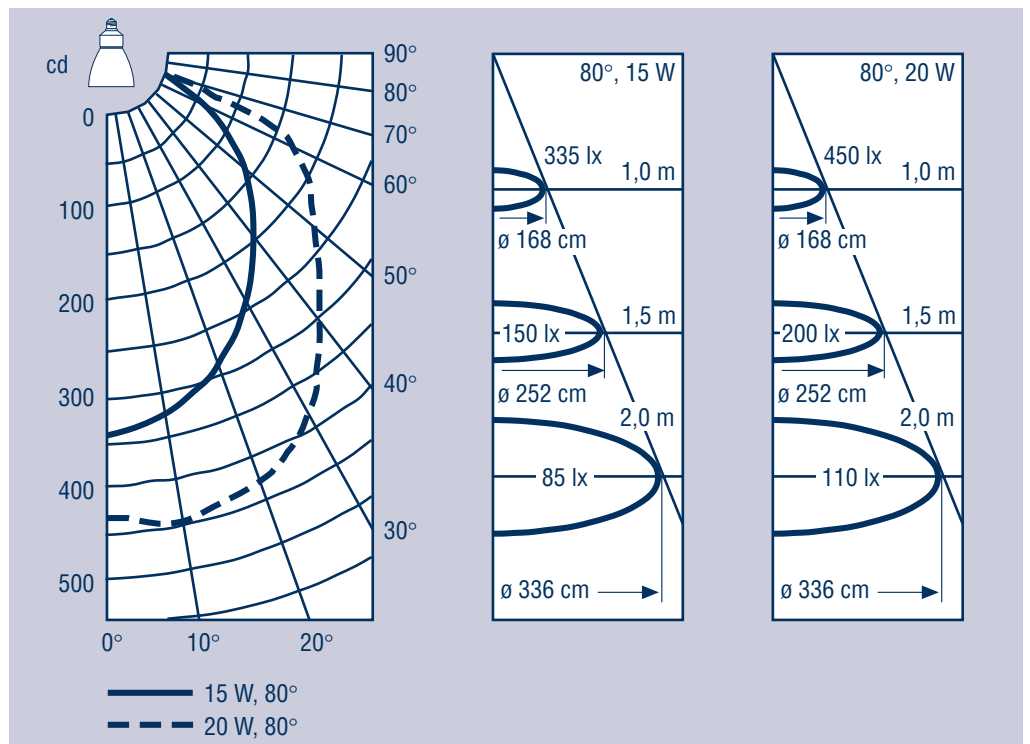 cd
0
100
200
300
400
500
90°
80°
70°
60°
50°
40°
30°
0°
10°
20°
15 W, 80°
20 W, 80°
80°, 15 W
335 lx
1,0 m
ø 168 cm
150 lx
1,5 m
ø 252 cm
2,0 m
85 lx
ø 336 cm
80°, 20 W
450 lx
1,0 m
ø 168 cm
200 lx
1,5 m
ø 252 cm
2,0 m
110 lx
ø 336 cm